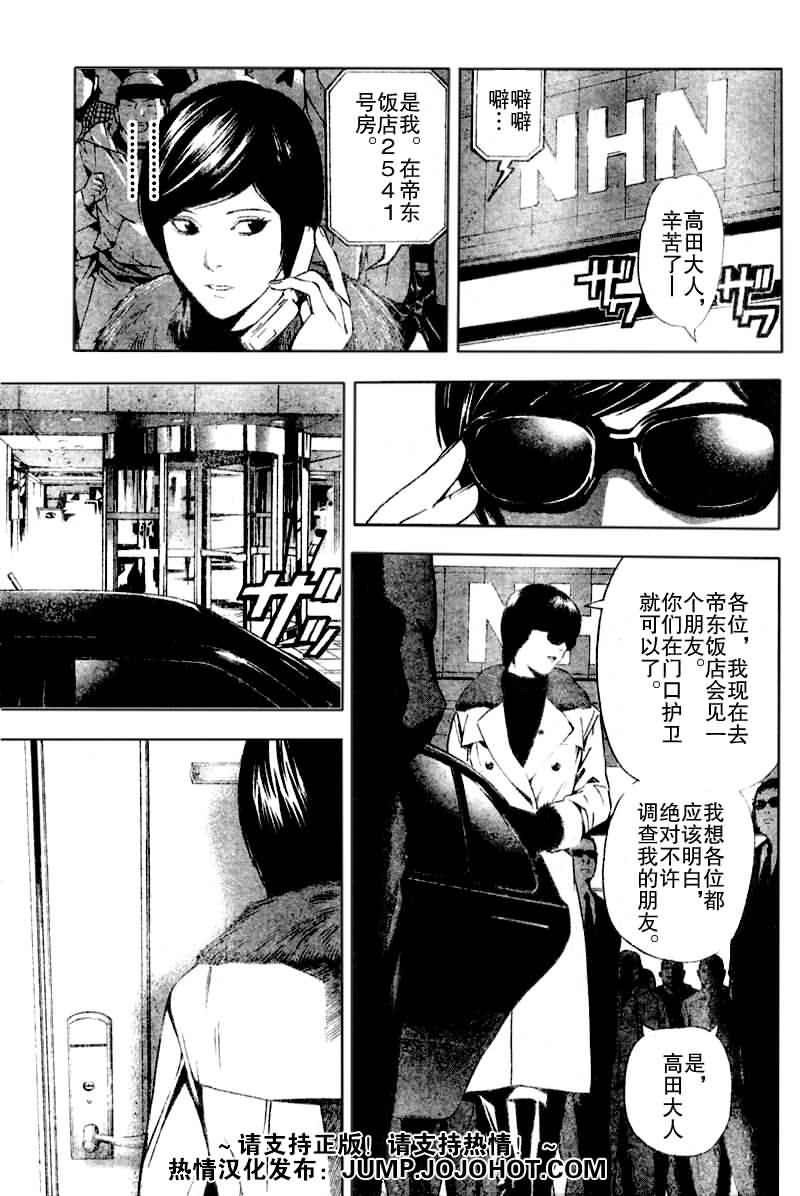 NHN
噼噼
噼…
高田大人，
辛苦了—
ザワ
ザワ
是我。在帝东
饭店2541
号房。
NHN
各位，我现在去
帝东饭店会见一
个朋友。
你们在门口护卫
就可以了。
我想各位都
应该明白，
绝对不许
调查我的朋友。
是，
高田大人
ザッ
~请支持正版！请支持热情！~
热情汉化发布：JUMP.JOJOHOT.COM